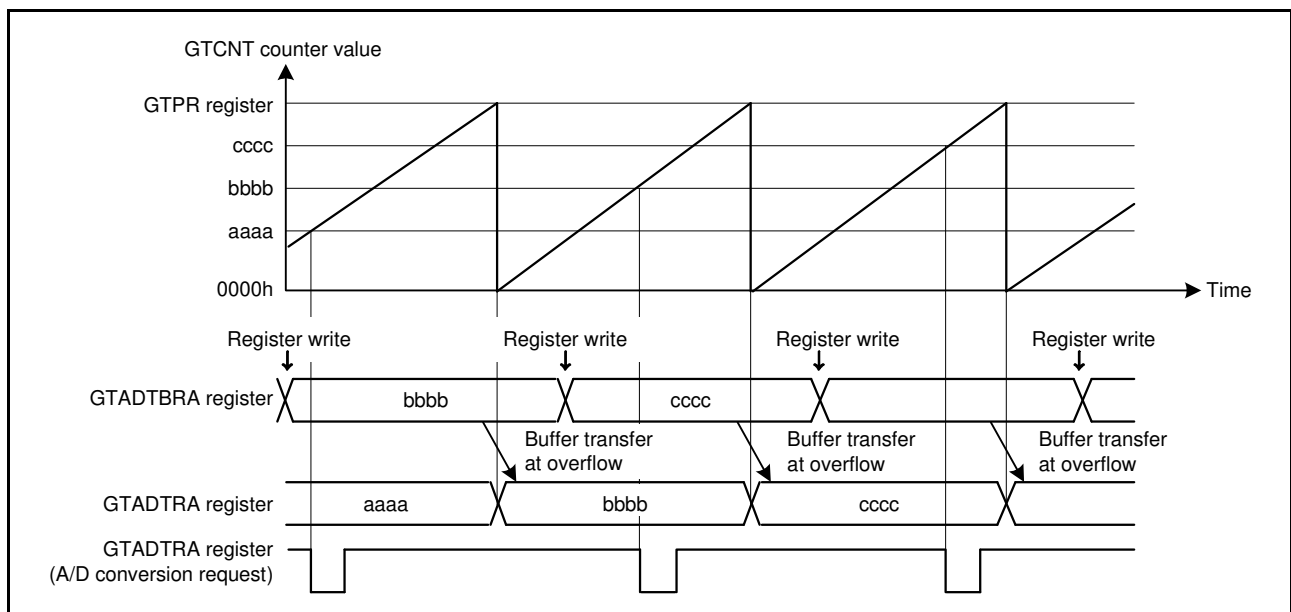 GTCNT counter value
GTPR register
cccc
bbbb
aaaa
0000h
Time
Register write
Register write
Register write
Register write
GTADTBRA register
bbbb
cccc
Buffer transfer
at overflow
Buffer transfer
at overflow
Buffer transfer
at overflow
GTADTRA register
aaaa
bbbb
cccc
GTADTRA register
(A/D conversion request)